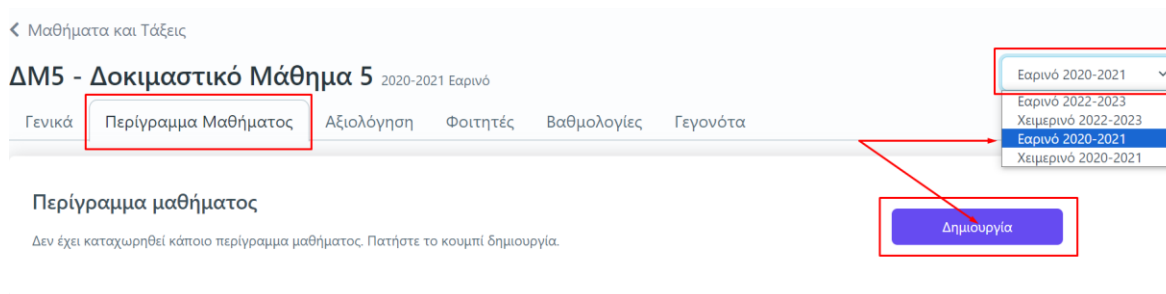 Μαθήματα και Τάξεις
ΔΜ5 - Δοκιμαστικό Μάθημα 5 2020-2021 Εαρινό
Εαρινό 2020-2021
Εαρινό 2022-2023
Χειμερινό 2022-2023
Εαρινό 2020-2021
Χειμερινό 2020-2021
Γενικά Περίγραμμα Μαθήματος Αξιολόγηση Φοιτητές Βαθμολογίες Γεγονότα
Περίγραμμα μαθήματος
Δεν έχει καταχωρηθεί κάποιο περίγραμμα μαθήματος. Πατήστε το κουμπί δημιουργία.
Δημιουργία